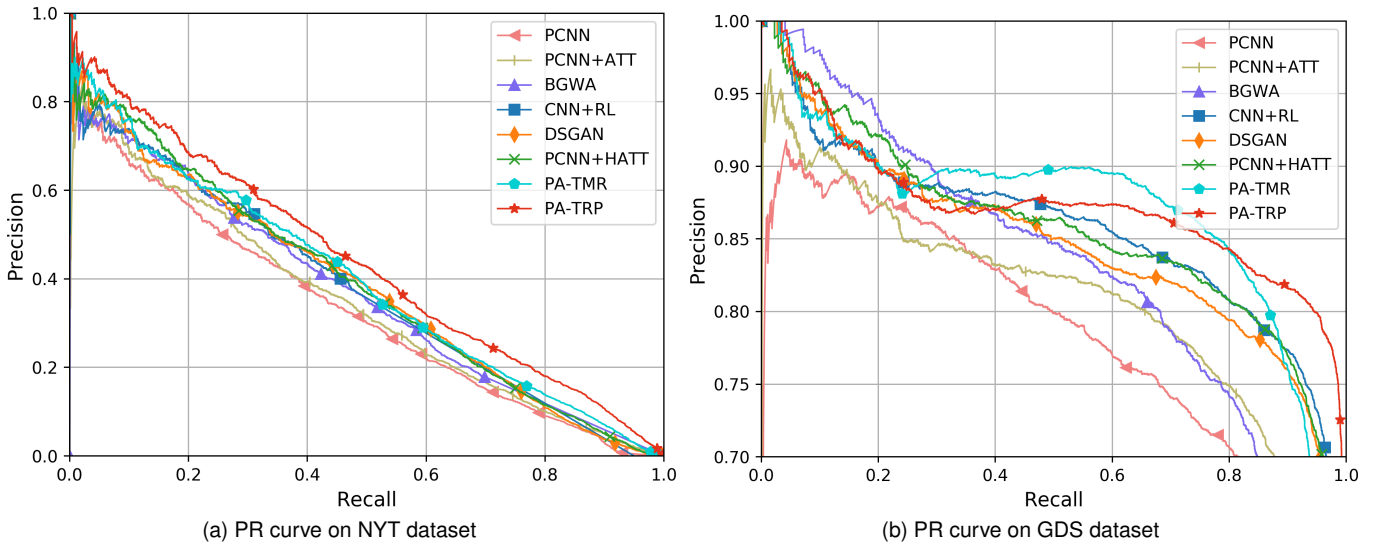 1.0
0.8
0.6
0.4
0.2
0.0
Precision
0.0 0.2 0.4 0.6 0.8 1.0
Recall
PCNN
PCNN+ATT
BGWA
CNN+RL
DSGAN
PCNN+HATT
PA-TMR
PA-TRP
(a) PR curve on NYT dataset
1.00
0.95
0.90
0.85
0.80
0.75
0.70
Precision
0.0 0.2 0.4 0.6 0.8 1.0
Recall
PCNN
PCNN+ATT
BGWA
CNN+RL
DSGAN
PCNN+HATT
PA-TMR
PA-TRP
(b) PR curve on GDS dataset